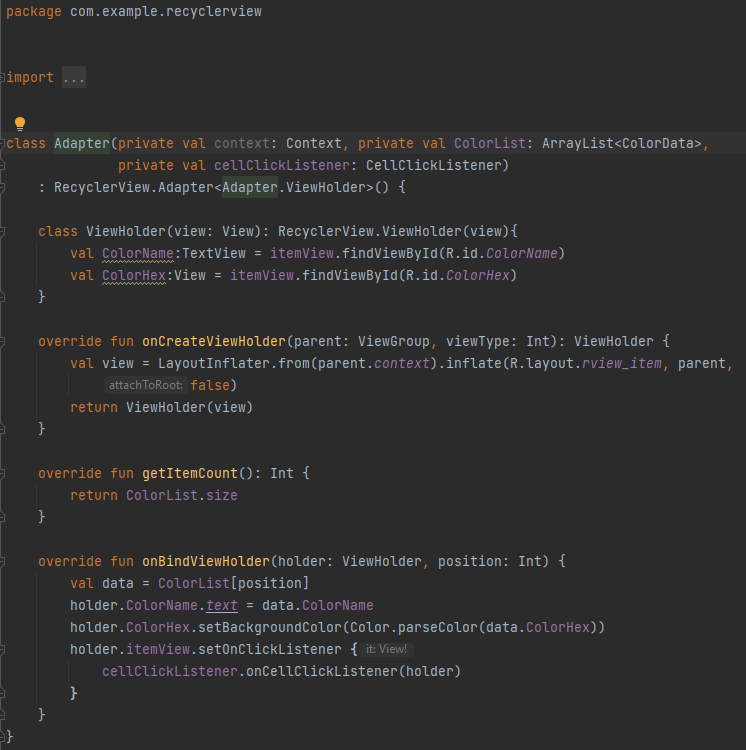 package com.example.recyclerview
import ...
class Adapter(private val context: Context, private val ColorList: ArrayList<ColorData>,
private val cellClickListener: CellClickListener)
: RecyclerView.Adapter<Adapter.ViewHolder>() {
class ViewHolder(view: View): RecyclerView.ViewHolder(view){
val ColorName:TextView = itemView.findViewById(R.id.ColorName)
val ColorHex:View = itemView.findViewById(R.id.ColorHex)
}
override fun onCreateViewHolder(parent: ViewGroup, viewType: Int): ViewHolder {
val view = LayoutInflater.from(parent.context).inflate(R.layout.rview_item, parent,
attachToRoot: false)
return ViewHolder(view)
}
override fun getItemCount(): Int {
return ColorList.size
}
override fun onBindViewHolder(holder: ViewHolder, position: Int) {
val data = ColorList[position]
holder.ColorName.text = data.ColorName
holder.ColorHex.setBackgroundColor(Color.parseColor(data.ColorHex))
holder.itemView.setOnClickListener { it: View!
cellClickListener.onCellClickListener(holder)
}
}
}